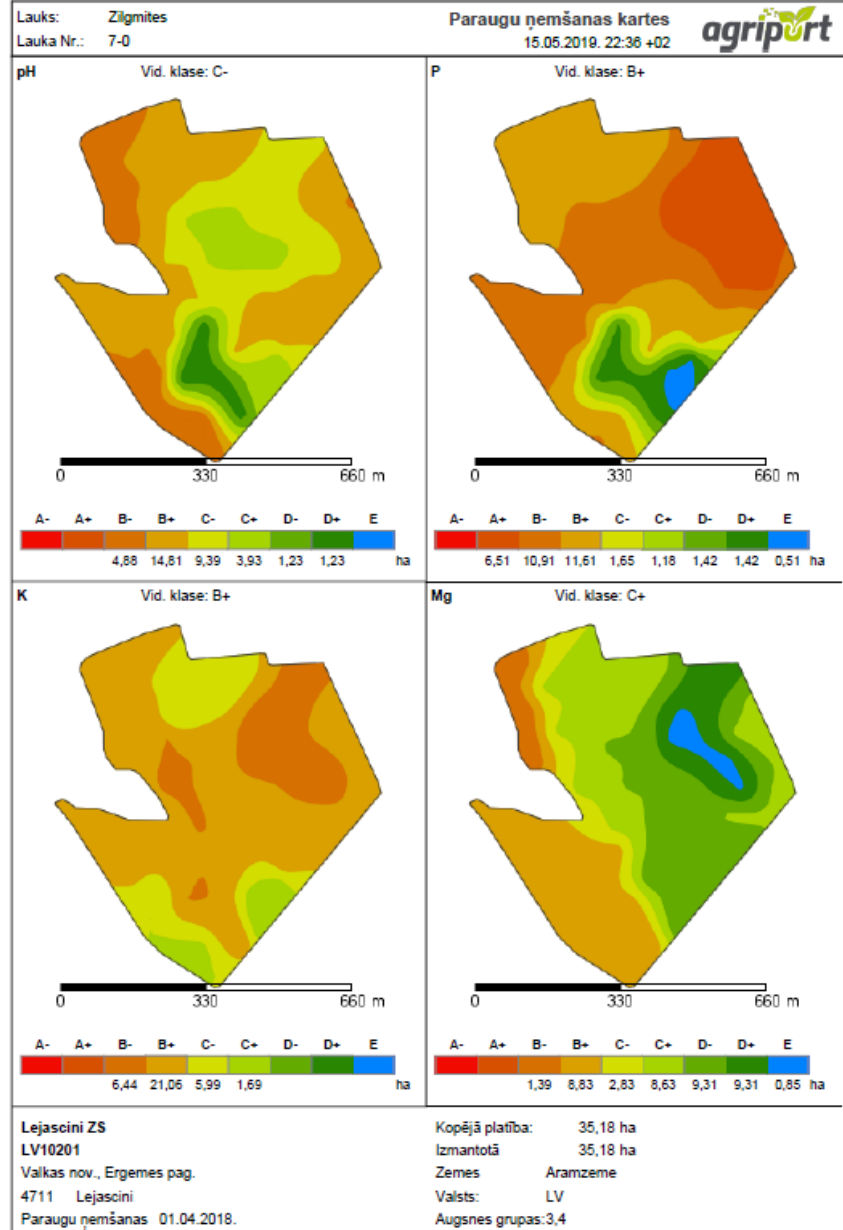 Lauks: Zilgmites
Lauka Nr.: 7-0
Paraugu ņemšanas kartes
15.05.2019. 22:36 +02
agriport
pH Vid. klase: C-
0 330 660 m
A- A+ B- B+ C- C+ D- D+ E
4,88 14,81 9,39 3,93 1,23 1,23 ha
P Vid. klase: B+
0 330 660 m
A- A+ B- B+ C- C+ D- D+ E
6,51 10,91 11,61 1,65 1,18 1,42 1,42 0,51 ha
K Vid. klase: B+
0 330 660 m
A- A+ B- B+ C- C+ D- D+ E
6,44 21,06 5,99 1,69 ha
Mg Vid. klase: C+
0 330 660 m
A- A+ B- B+ C- C+ D- D+ E
1,39 8,83 2,83 8,63 9,31 9,31 0,85 ha
Lejascini ZS
LV10201
Valkas nov., Ergemes pag.
4711 Lejascini
Paraugu ņemšanas 01.04.2018.
Kopējā platība: 35,18 ha
Izmantotā 35,18 ha
Zemes Aramzeme
Valsts: LV
Augsnes grupas: 3,4